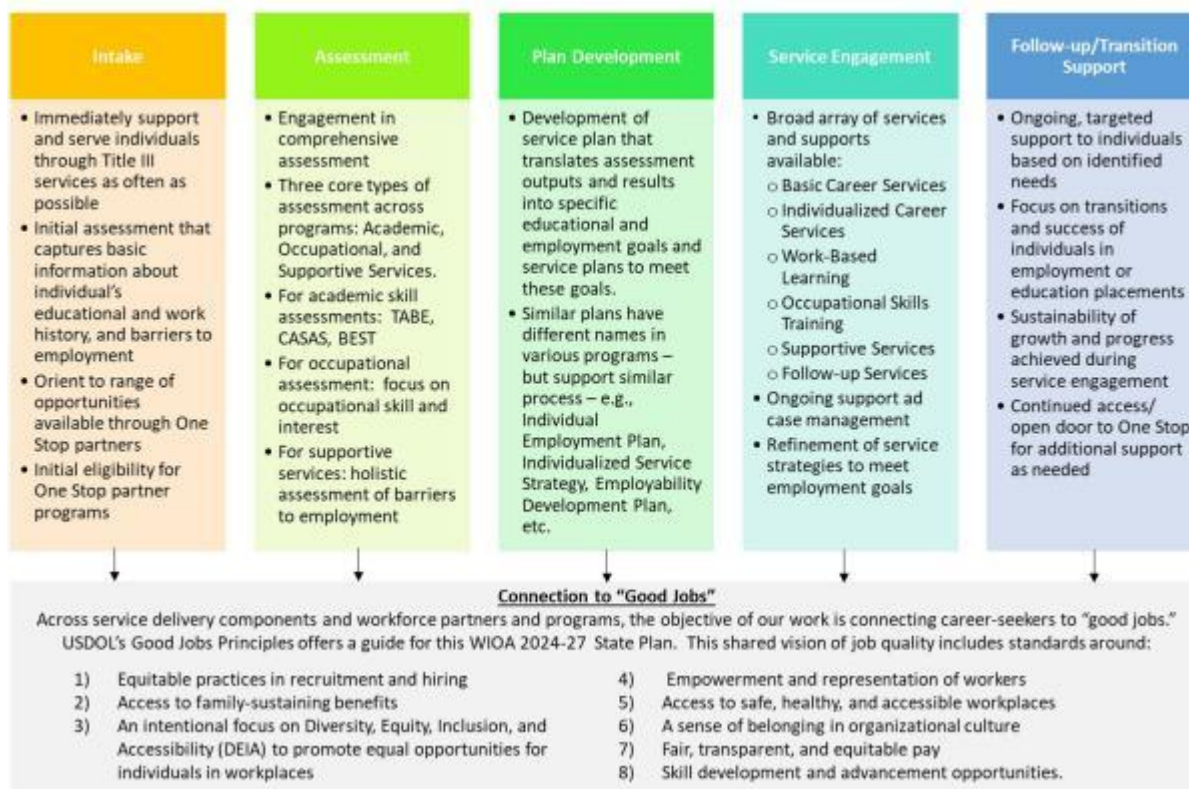 Intake
• Immediately support
and serve individuals
through Title III
services as often as
possible
• Initial assessment that
captures basic
information about
individual's
educational and work
history, and barriers to
employment
• Orient to range of
opportunities
available through One
Stop partners
• Initial eligibility for
One Stop partner
programs
Assessment
• Engagement in
comprehensive
assessment
• Three core types of
assessment across
programs: Academic,
Occupational, and
Supportive Services.
• For academic skill
assessments: TABE,
CASAS, BEST
• For occupational
assessment: focus on
occupational skill and
interest
• For supportive
services: holistic
assessment of barriers
to employment
Plan Development
• Development of
service plan that
translates assessment
outputs and results
into specific
educational and
employment goals and
service plans to meet
these goals.
• Similar plans have
different names in
various programs –
but support similar
process – e.g.,
Individual
Employment Plan,
Individualized Service
Strategy, Employability
Development Plan,
etc.
Service Engagement
• Broad array of services
and supports
available:
o Basic Career Services
o Individualized Career
Services
o Work-Based
Learning
o Occupational Skills
Training
o Supportive Services
o Follow-up Services
• Ongoing support ad
case management
• Refinement of service
strategies to meet
employment goals
Follow-up/Transition
Support
• Ongoing, targeted
support to individuals
based on identified
needs
• Focus on transitions
and success of
individuals in
employment or
education placements
• Sustainability of
growth and progress
achieved during
service engagement
• Continued access/
open door to One Stop
for additional support
as needed
Connection to "Good Jobs"
Across service delivery components and workforce partners and programs, the objective of our work is connecting career-seekers to "good jobs."
USDOL's Good Jobs Principles offers a guide for this WIOA 2024-27 State Plan. This shared vision of job quality includes standards around:
1) Equitable practices in recruitment and hiring
2) Access to family-sustaining benefits
3) An intentional focus on Diversity, Equity, Inclusion, and
Accessibility (DEIA) to promote equal opportunities for
individuals in workplaces
4) Empowerment and representation of workers
5) Access to safe, healthy, and accessible workplaces
6) A sense of belonging in organizational culture
7) Fair, transparent, and equitable pay
8) Skill development and advancement opportunities.